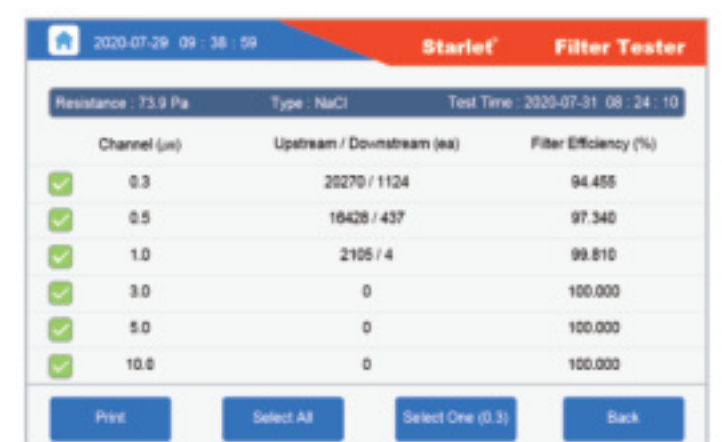 2020-07-29 09 : 38 : 59 Starlet® Filter Tester
Resistance : 73.9 Pa Type : NaCl Test Time : 2020-07-31 08 : 24 : 10
Channel (㎛) Upstream / Downstream (ea) Filter Efficiency (%)
0.3 20270 / 1124 94.455
0.5 16428 / 437 97.340
1.0 2105 / 4 99.810
3.0 0 100.000
5.0 0 100.000
10.0 0 100.000
Print Select All Select One (0.3) Back